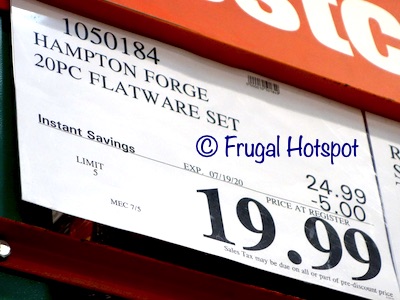 1050184
HAMPTON FORGE
20PC FLATWARE SET
© Frugal Hotspot
Instant Savings
EXP. 07/19/20
24.99
-5.00
LIMIT
5
PRICE AT REGISTER
MEC 7/5
19.99
Sales Tax may be due on all or part of pre-discount price